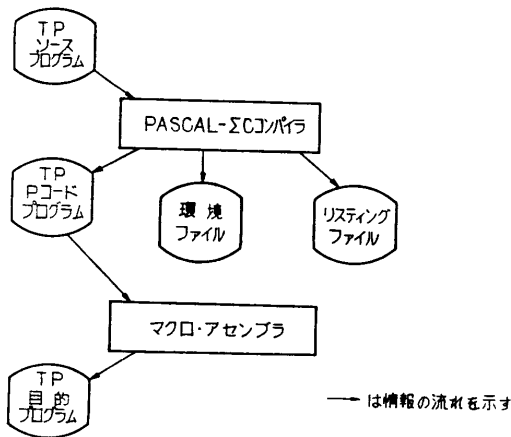 TP
ソース
プログラム
PASCAL-ΣCコンパイラ
TP
Pコード
プログラム
環境
ファイル
リスティング
ファイル
マクロ・アセンブラ
TP
目的
プログラム
→ は情報の流れを示す